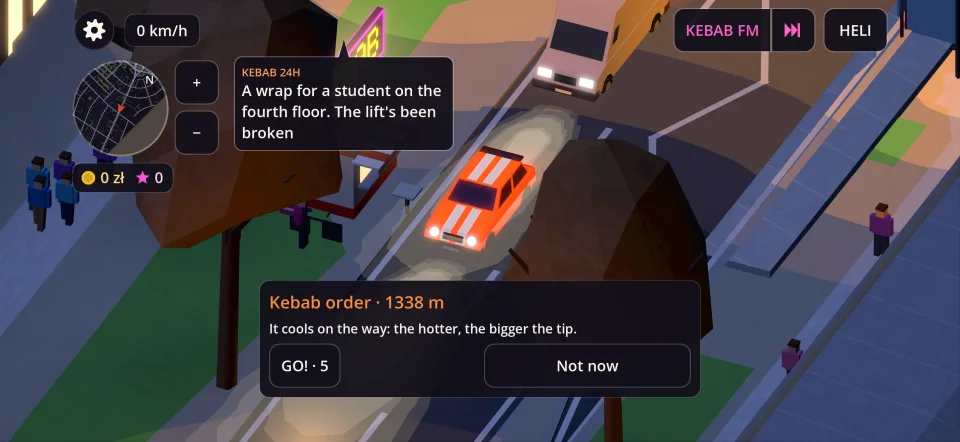 0 km/h
KEBAB FM
HELI
N
+
−
KEBAB 24H
A wrap for a student on the
fourth floor. The lift's been
broken
0 zł ★ 0
Kebab order · 1338 m
It cools on the way: the hotter, the bigger the tip.
GO! · 5
Not now